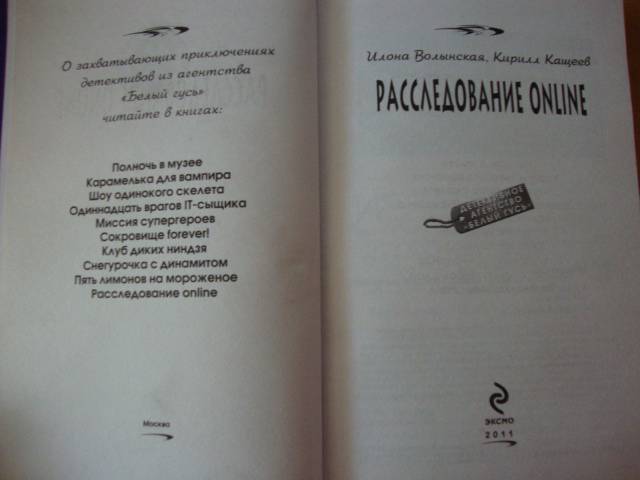 О захватывающих приключениях
детективов из агентства
«Белый гусь»
читайте в книгах:
Полночь в музее
Карамелька для вампира
Шоу одинокого скелета
Одиннадцать врагов IT-сыщика
Миссия супергероев
Сокровище forever!
Клуб диких ниндзя
Снегурочка с динамитом
Пять лимонов на мороженое
Расследование online
Москва
Илона Волынская, Кирилл Кащеев
РАССЛЕДОВАНИЕ ONLINE
ДЕТЕКТИВНОЕ
АГЕНТСТВО
«БЕЛЫЙ ГУСЬ»
ЭКСМО
2011